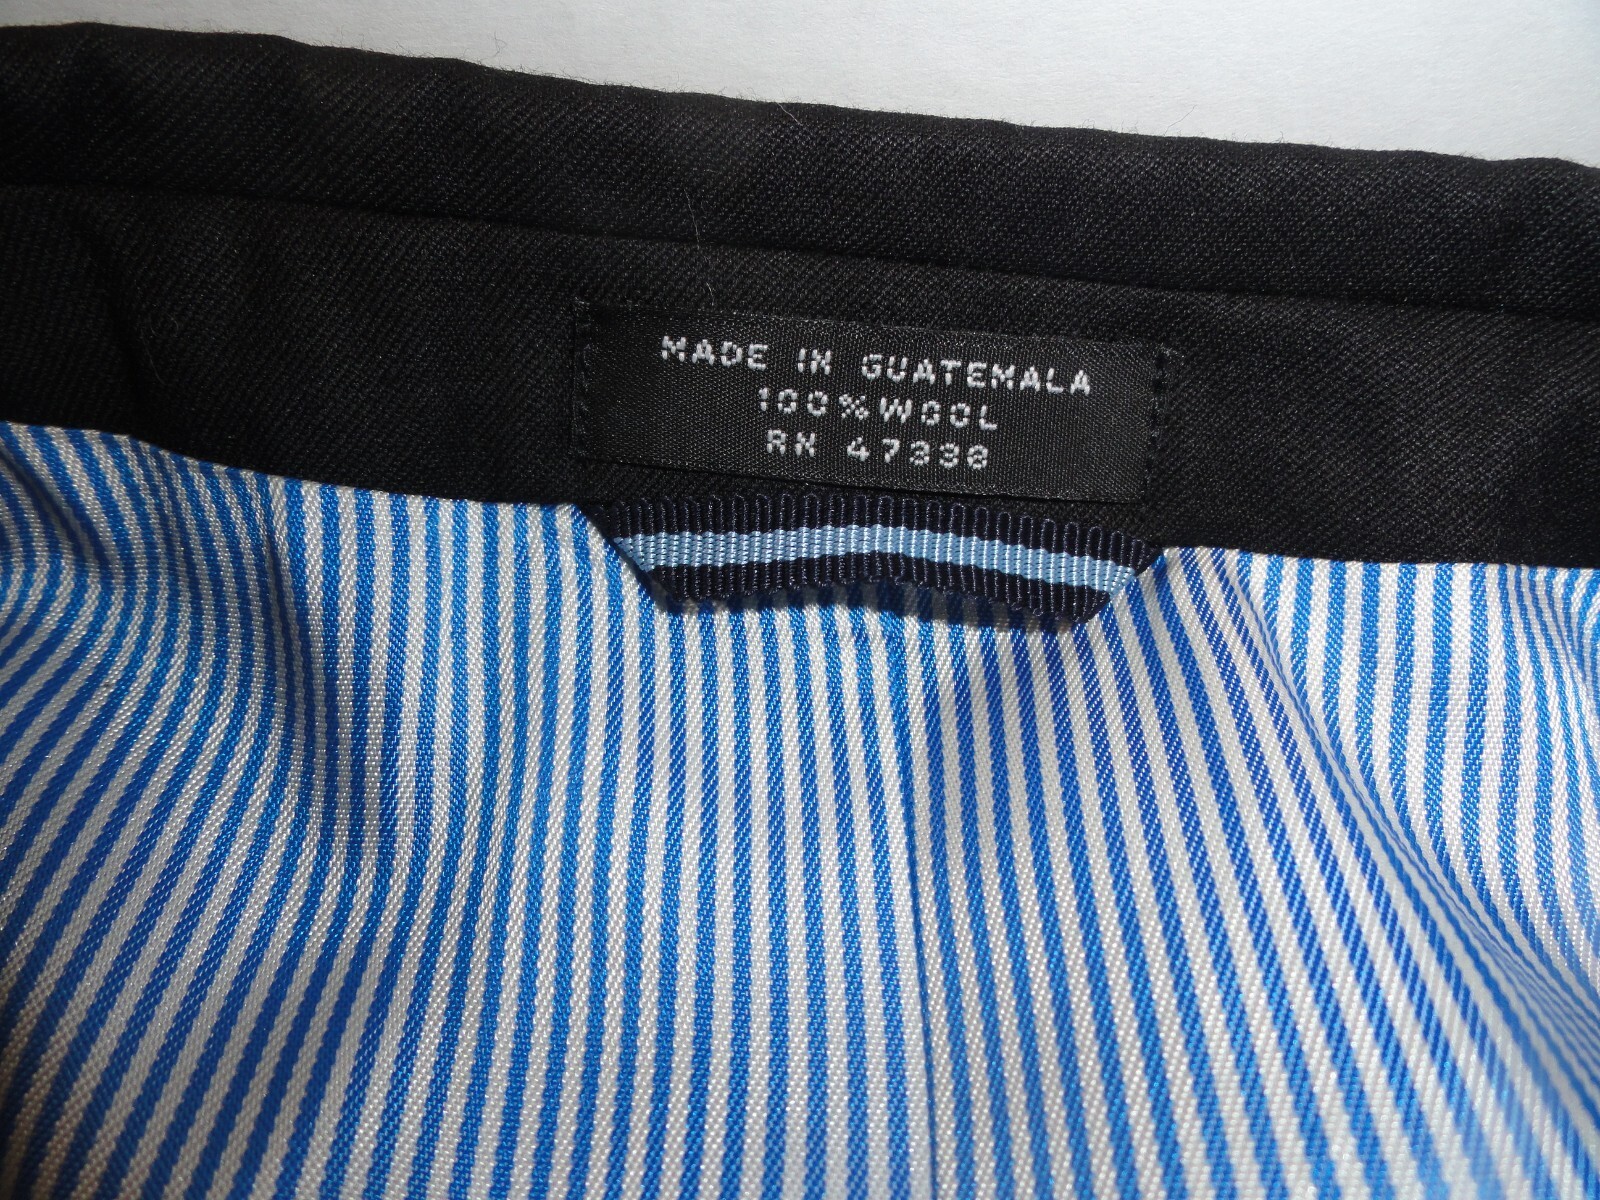 MADE IN GUATEMALA
100% WOOL
RN 47338